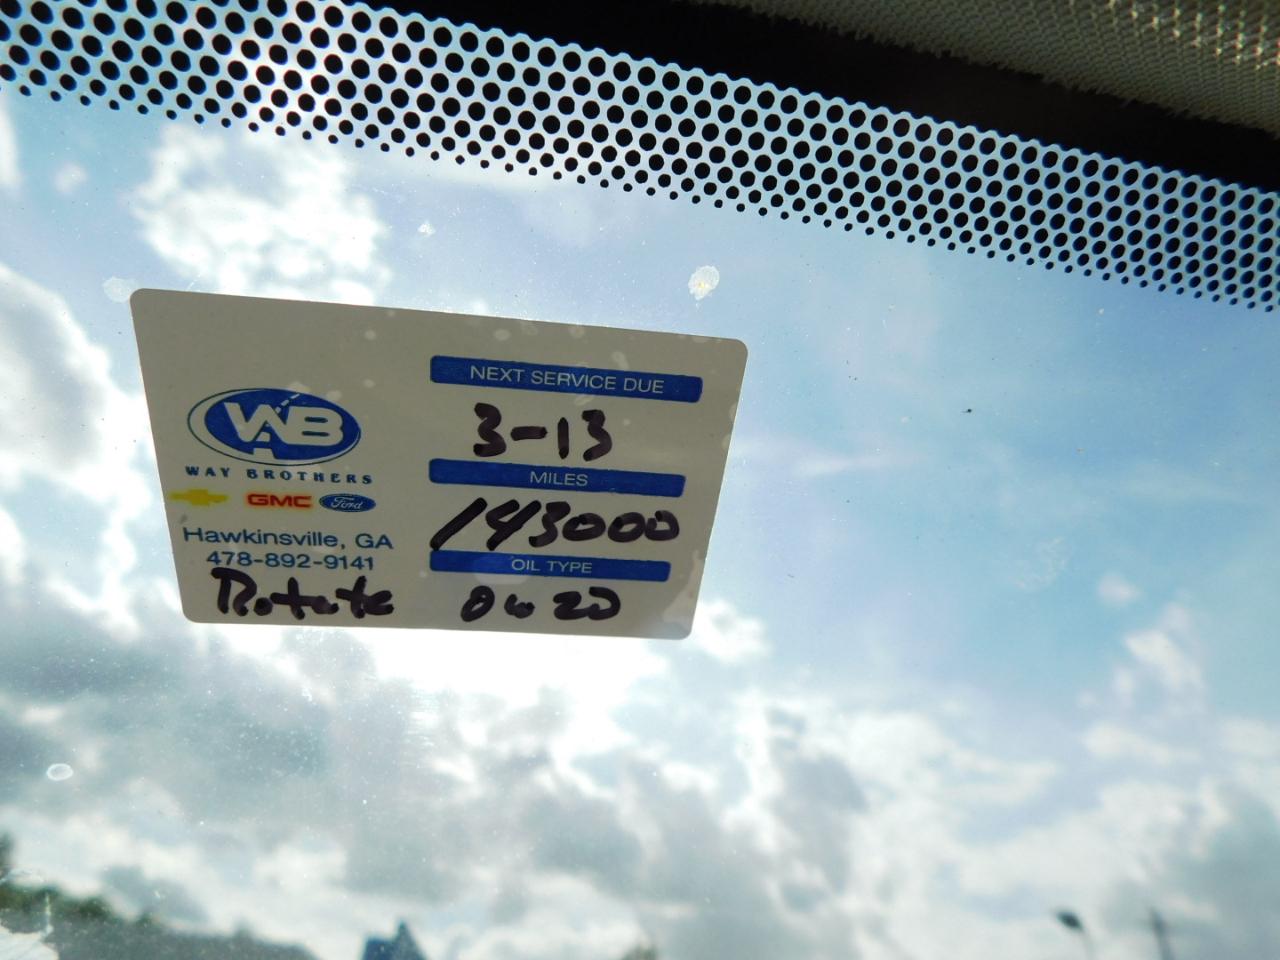 WAB
WAY BROTHERS
GMC Ford
Hawkinsville, GA
478-892-9141
Rotate
NEXT SERVICE DUE
3-13
MILES
143000
OIL TYPE
0w20